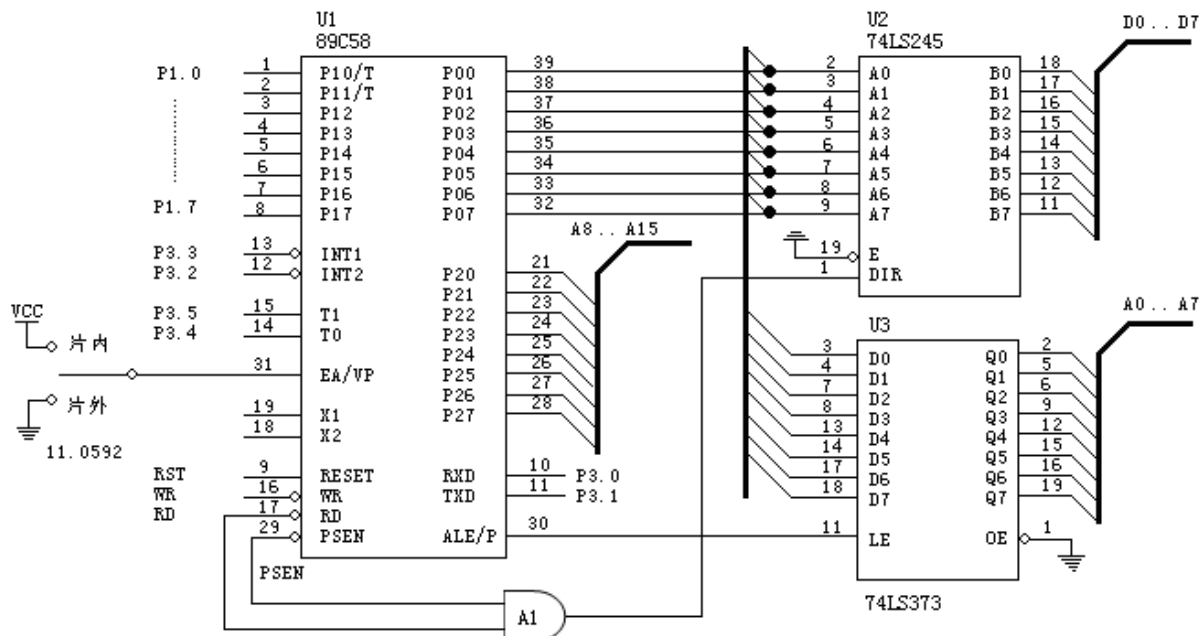 U1
89C58
P1.0
P1.7
P3.3
P3.2
P3.5
P3.4
VCC
片内
片外
11.0592
RST
WR
RD
1 P10/T
2 P11/T
3 P12
4 P13
5 P14
6 P15
7 P16
8 P17
13 INT1
12 INT2
15 T1
14 T0
31 EA/VP
19 X1
18 X2
9 RESET
16 WR
17 RD
29 PSEN
PSEN
P00 39
P01 38
P02 37
P03 36
P04 35
P05 34
P06 33
P07 32
A8..A15
P20 21
P21 22
P22 23
P23 24
P24 25
P25 26
P26 27
P27 28
RXD 10 P3.0
TXD 11 P3.1
ALE/P 30
A1
U2
74LS245
D0..D7
2 A0 B0 18
3 A1 B1 17
4 A2 B2 16
5 A3 B3 15
6 A4 B4 14
7 A5 B5 13
8 A6 B6 12
9 A7 B7 11
19 E
1 DIR
U3
A0..A7
3 D0 Q0 2
4 D1 Q1 5
7 D2 Q2 6
8 D3 Q3 9
13 D4 Q4 12
14 D5 Q5 15
17 D6 Q6 16
18 D7 Q7 19
11 LE OE 1
74LS373